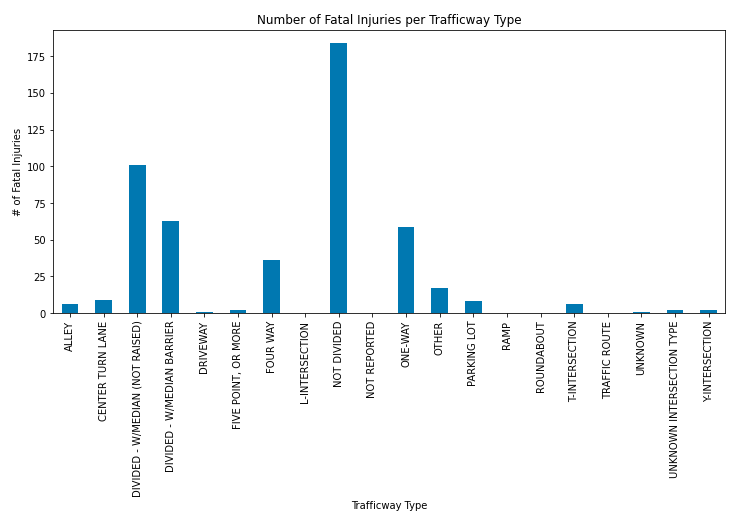 Number of Fatal Injuries per Trafficway Type
# of Fatal Injuries
175
150
125
100
75
50
25
0
ALLEY
CENTER TURN LANE
DIVIDED - W/MEDIAN (NOT RAISED)
DIVIDED - W/MEDIAN BARRIER
DRIVEWAY
FIVE POINT, OR MORE
FOUR WAY
L-INTERSECTION
NOT DIVIDED
NOT REPORTED
ONE-WAY
OTHER
PARKING LOT
RAMP
ROUNDABOUT
T-INTERSECTION
TRAFFIC ROUTE
UNKNOWN
UNKNOWN INTERSECTION TYPE
Y-INTERSECTION
Trafficway Type